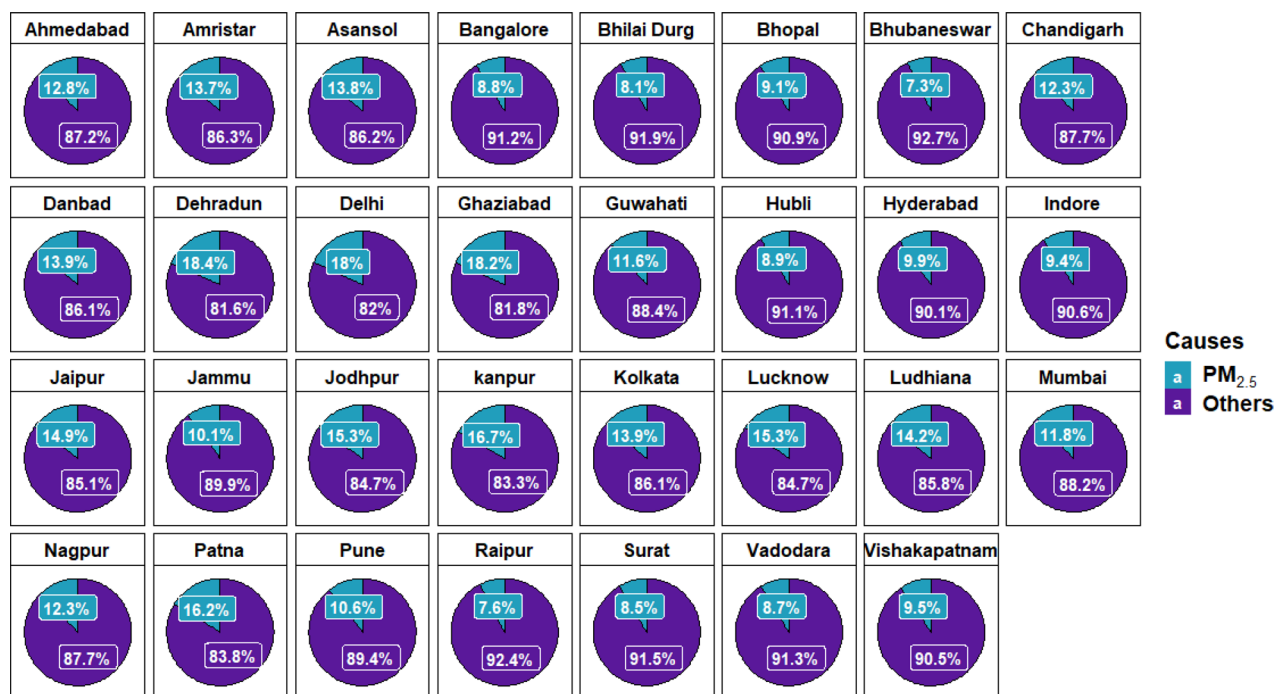 Ahmedabad Amristar Asansol Bangalore Bhilai Durg Bhopal Bhubaneswar Chandigarh
12.8% 13.7% 13.8% 8.8% 8.1% 9.1% 7.3% 12.3%
87.2% 86.3% 86.2% 91.2% 91.9% 90.9% 92.7% 87.7%
Danbad Dehradun Delhi Ghaziabad Guwahati Hubli Hyderabad Indore
13.9% 18.4% 18% 18.2% 11.6% 8.9% 9.9% 9.4%
86.1% 81.6% 82% 81.8% 88.4% 91.1% 90.1% 90.6%
Jaipur Jammu Jodhpur kanpur Kolkata Lucknow Ludhiana Mumbai
14.9% 10.1% 15.3% 16.7% 13.9% 15.3% 14.2% 11.8%
85.1% 89.9% 84.7% 83.3% 86.1% 84.7% 85.8% 88.2%
Nagpur Patna Pune Raipur Surat Vadodara Vishakapatnam
12.3% 16.2% 10.6% 7.6% 8.5% 8.7% 9.5%
87.7% 83.8% 89.4% 92.4% 91.5% 91.3% 90.5%
Causes
a PM2.5
a Others